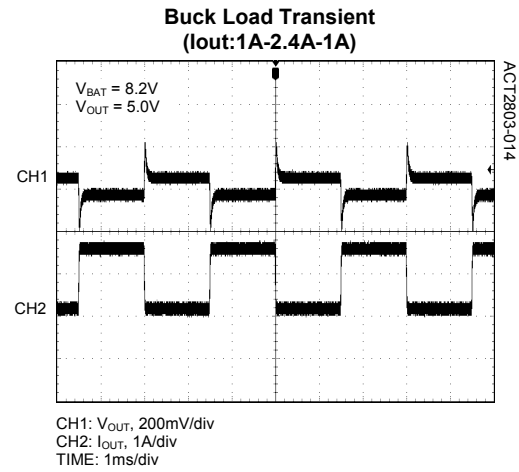 Buck Load Transient
(Iout:1A-2.4A-1A)
VBAT = 8.2V
VOUT = 5.0V
ACT2803-014
CH1
CH2
CH1: VOUT, 200mV/div
CH2: IOUT, 1A/div
TIME: 1ms/div